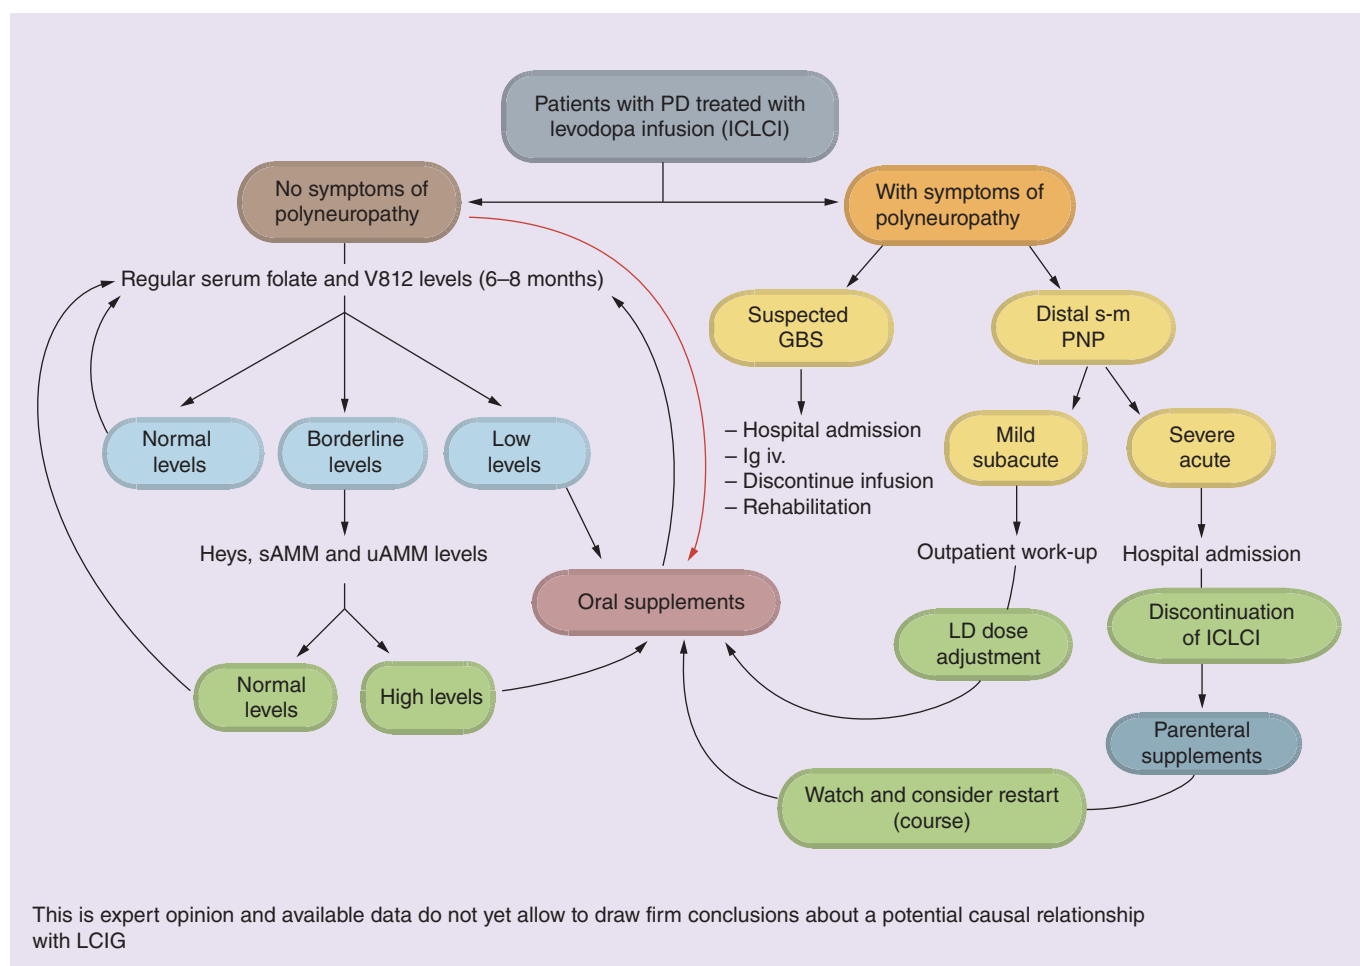 Patients with PD treated with
levodopa infusion (ICLCI)
No symptoms of
polyneuropathy
With symptoms of
polyneuropathy
Regular serum folate and V812 levels (6–8 months)
Suspected
GBS
Distal s-m
PNP
Normal
levels
Borderline
levels
Low
levels
– Hospital admission
– Ig iv.
– Discontinue infusion
– Rehabilitation
Mild
subacute
Severe
acute
Heys, sAMM and uAMM levels
Outpatient work-up
Hospital admission
Oral supplements
LD dose
adjustment
Discontinuation
of ICLCI
Normal
levels
High levels
Parenteral
supplements
Watch and consider restart
(course)
This is expert opinion and available data do not yet allow to draw firm conclusions about a potential causal relationship
with LCIG